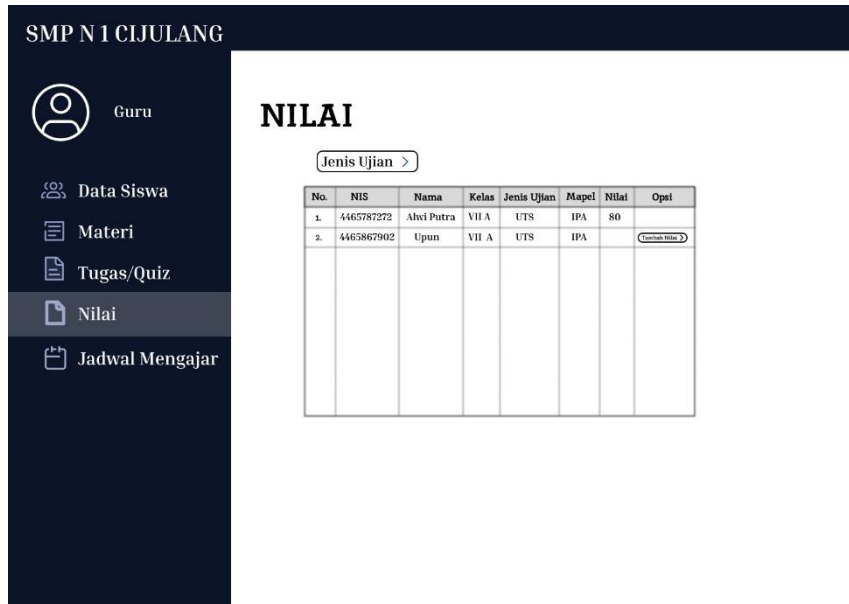 SMP N 1 CIJULANG
Guru
Data Siswa
Materi
Tugas/Quiz
Nilai
Jadwal Mengajar
NILAI
Jenis Ujian >
No. NIS Nama Kelas Jenis Ujian Mapel Nilai Opsi
1. 4465787272 Alwi Putra VII A UTS IPA 80
2. 4465867902 Upun VII A UTS IPA Tambah Nilai >